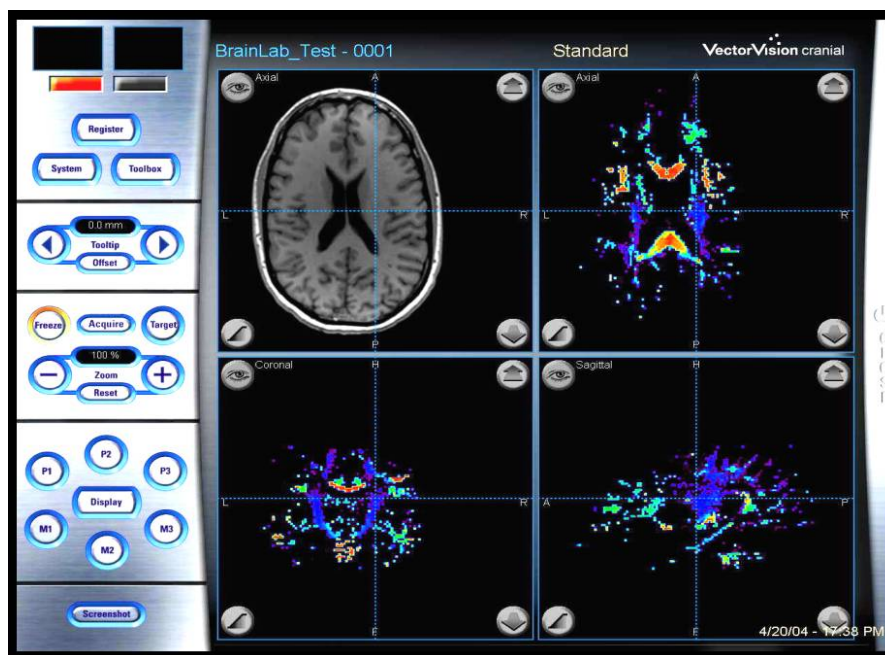 BrainLab_Test - 0001
Standard
VectorVision cranial
Register
System
Toolbox
0.0 mm
Tooltip
Offset
Freeze
Acquire
Target
100 %
Zoom
Reset
P1
P2
P3
Display
M1
M2
M3
Screenshot
Axial
A
L
R
P
Axial
A
L
R
P
Coronal
H
L
R
F
Sagittal
H
A
P
F
4/20/04 - 17:38 PM